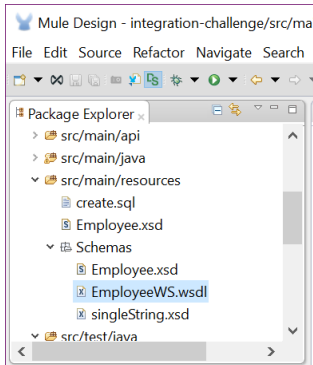 Mule Design - integration-challenge/src/ma
File Edit Source Refactor Navigate Search
Package Explorer
src/main/api
src/main/java
src/main/resources
create.sql
Employee.xsd
Schemas
Employee.xsd
EmployeeWS.wsdl
singleString.xsd
src/test/java